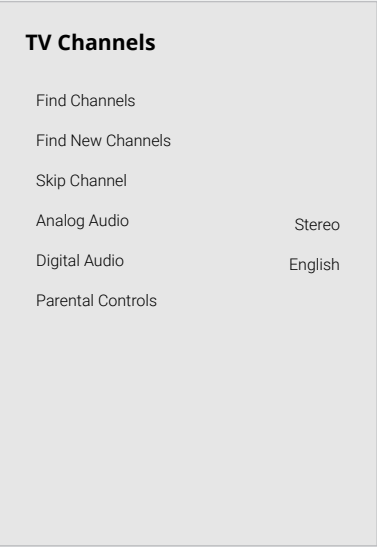 TV Channels
Find Channels
Find New Channels
Skip Channel
Analog Audio Stereo
Digital Audio English
Parental Controls